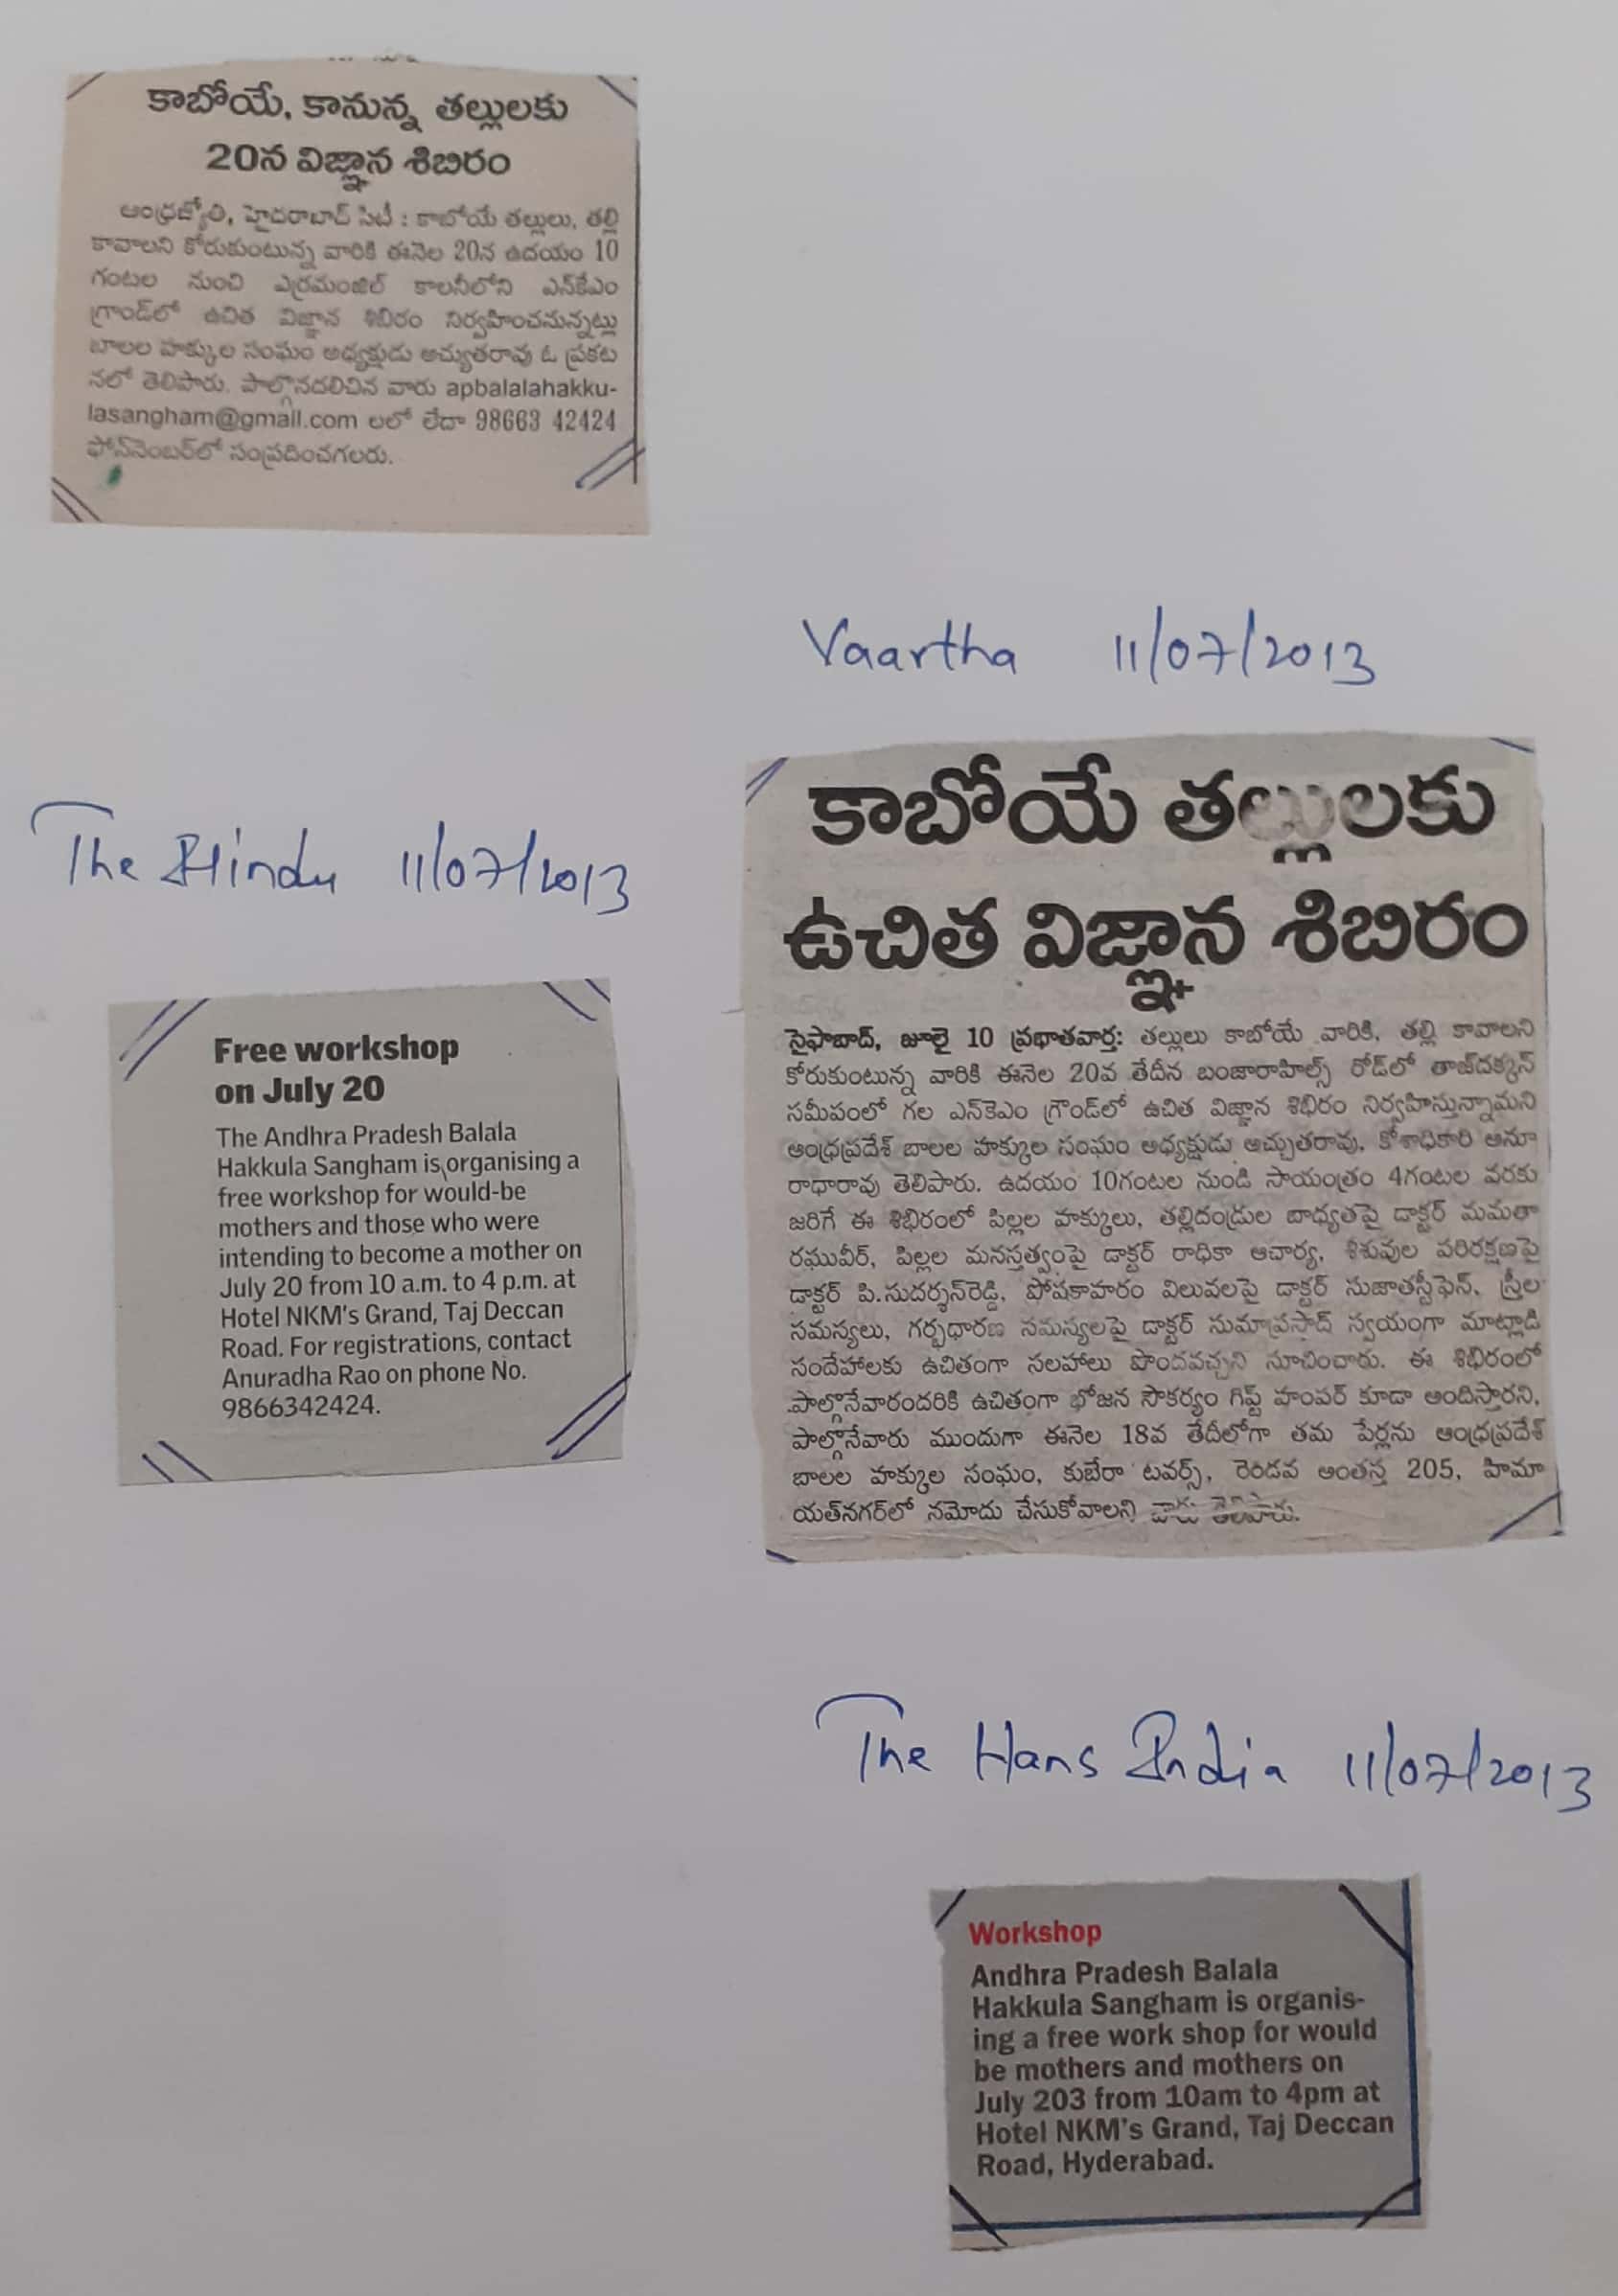 కాబోయే, కానున్న తల్లులకు
20న విజ్ఞాన శిబిరం
ఆంధ్రజ్యోతి, హైదరాబాద్ సిటీ : కాబోయే తల్లులు, తల్లి
కావాలని కోరుకుంటున్న వారికి ఈనెల 20న ఉదయం 10
గంటల నుంచి ఎర్రమంజిల్ కాలనీలోని ఎన్‌కేఎం
గ్రాండ్‌లో ఉచిత విజ్ఞాన శిబిరం నిర్వహించనున్నట్లు
బాలల హక్కుల సంఘం అధ్యక్షుడు అచ్యుతరావు ఓ ప్రకట
నలో తెలిపారు. పాల్గొనదలిచిన వారు apbalalahakku-
lasangham@gmail.com లలో లేదా 98663 42424
ఫోన్‌నెంబర్‌లో సంప్రదించగలరు.
Vaartha 11/07/2013
కాబోయే తల్లులకు
ఉచిత విజ్ఞాన శిబిరం
సైఫాబాద్, జూలై 10 ప్రభాతవార్త: తల్లులు కాబోయే వారికి, తల్లి కావాలని
కోరుకుంటున్న వారికి ఈనెల 20వ తేదీన బంజారాహిల్స్ రోడ్‌లో తాజ్‌దక్కన్
సమీపంలో గల ఎన్‌కెఎం గ్రౌండ్‌లో ఉచిత విజ్ఞాన శిభిరం నిర్వహిస్తున్నామని
ఆంధ్రప్రదేశ్ బాలల హక్కుల సంఘం అధ్యక్షుడు అచ్చుతరావు, కోశాధికారి అనూ
రాధారావు తెలిపారు. ఉదయం 10గంటల నుండి సాయంత్రం 4గంటల వరకు
జరిగే ఈ శిభిరంలో పిల్లల హక్కులు, తల్లిదండ్రుల బాధ్యతపై డాక్టర్ మమతా
రఘువీర్, పిల్లల మనస్తత్వంపై డాక్టర్ రాధికా ఆచార్య, శిశువుల పరిరక్షణపై
డాక్టర్ పి.సుదర్శన్‌రెడ్డి, పోషకాహారం విలువలపై డాక్టర్ సుజాతస్టీఫెన్, స్త్రీల
సమస్యలు, గర్భధారణ సమస్యలపై డాక్టర్ సుమాప్రసాద్ స్వయంగా మాట్లాడి
సందేహాలకు ఉచితంగా సలహాలు పొందవచ్చని సూచించారు. ఈ శిభిరంలో
పాల్గొనేవారందరికి ఉచితంగా భోజన సౌకర్యం గిఫ్ట్ హంపర్ కూడా అందిస్తారని,
పాల్గొనేవారు ముందుగా ఈనెల 18వ తేదీలోగా తమ పేర్లను ఆంధ్రప్రదేశ్
బాలల హక్కుల సంఘం, కుబేరా టవర్స్, రెండవ అంతస్త 205, హిమా
యత్‌నగర్‌లో నమోదు చేసుకోవాలని వారు తెలిపారు.
The Hindu 11/07/2013
Free workshop
on July 20
The Andhra Pradesh Balala
Hakkula Sangham is organising a
free workshop for would-be
mothers and those who were
intending to become a mother on
July 20 from 10 a.m. to 4 p.m. at
Hotel NKM's Grand, Taj Deccan
Road. For registrations, contact
Anuradha Rao on phone No.
9866342424.
The Hans India 11/07/2013
Workshop
Andhra Pradesh Balala
Hakkula Sangham is organis-
ing a free work shop for would
be mothers and mothers on
July 203 from 10am to 4pm at
Hotel NKM's Grand, Taj Deccan
Road, Hyderabad.